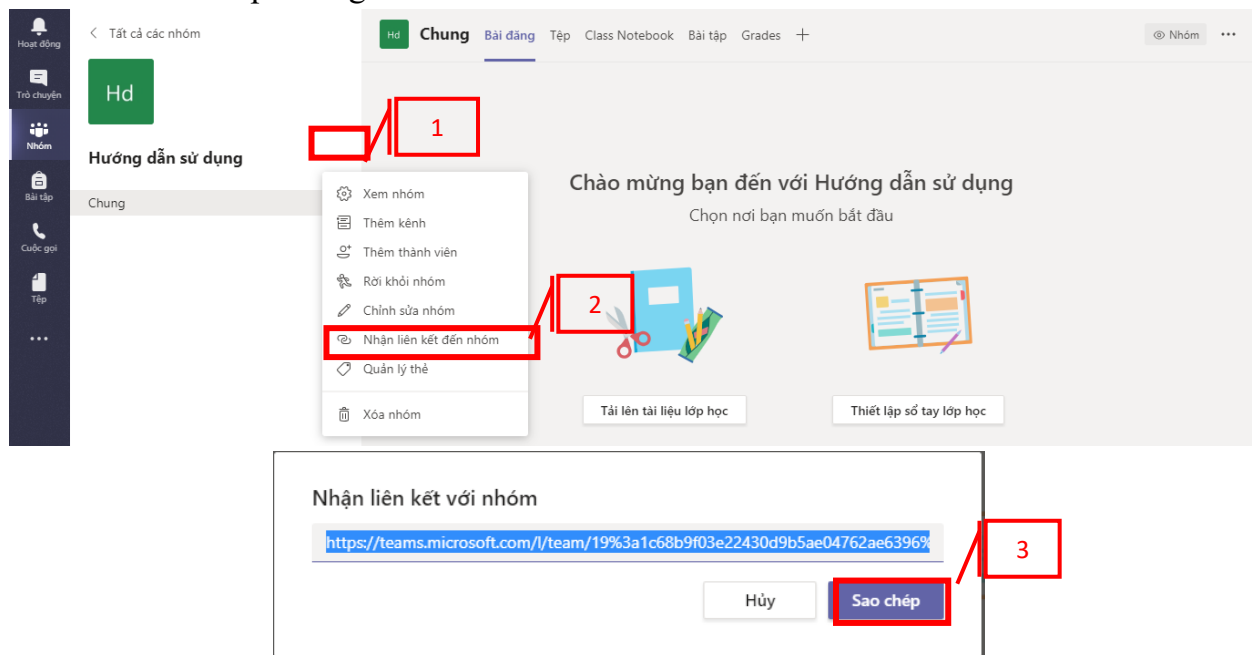 Hoạt động
Trò chuyện
Nhóm
Bài tập
Cuộc gọi
Tệp
Tất cả các nhóm
Hd
Hướng dẫn sử dụng
Chung
Hd Chung Bài đăng Tệp Class Notebook Bài tập Grades
Nhóm
1
Xem nhóm
Thêm kênh
Thêm thành viên
Rời khỏi nhóm
Chỉnh sửa nhóm
Nhận liên kết đến nhóm
Quản lý thẻ
Xóa nhóm
2
Chào mừng bạn đến với Hướng dẫn sử dụng
Chọn nơi bạn muốn bắt đầu
Tải lên tài liệu lớp học
Thiết lập sổ tay lớp học
Nhận liên kết với nhóm
https://teams.microsoft.com/l/team/19%3a1c68b9f03e22430d9b5ae04762ae6396%
Hủy
Sao chép
3